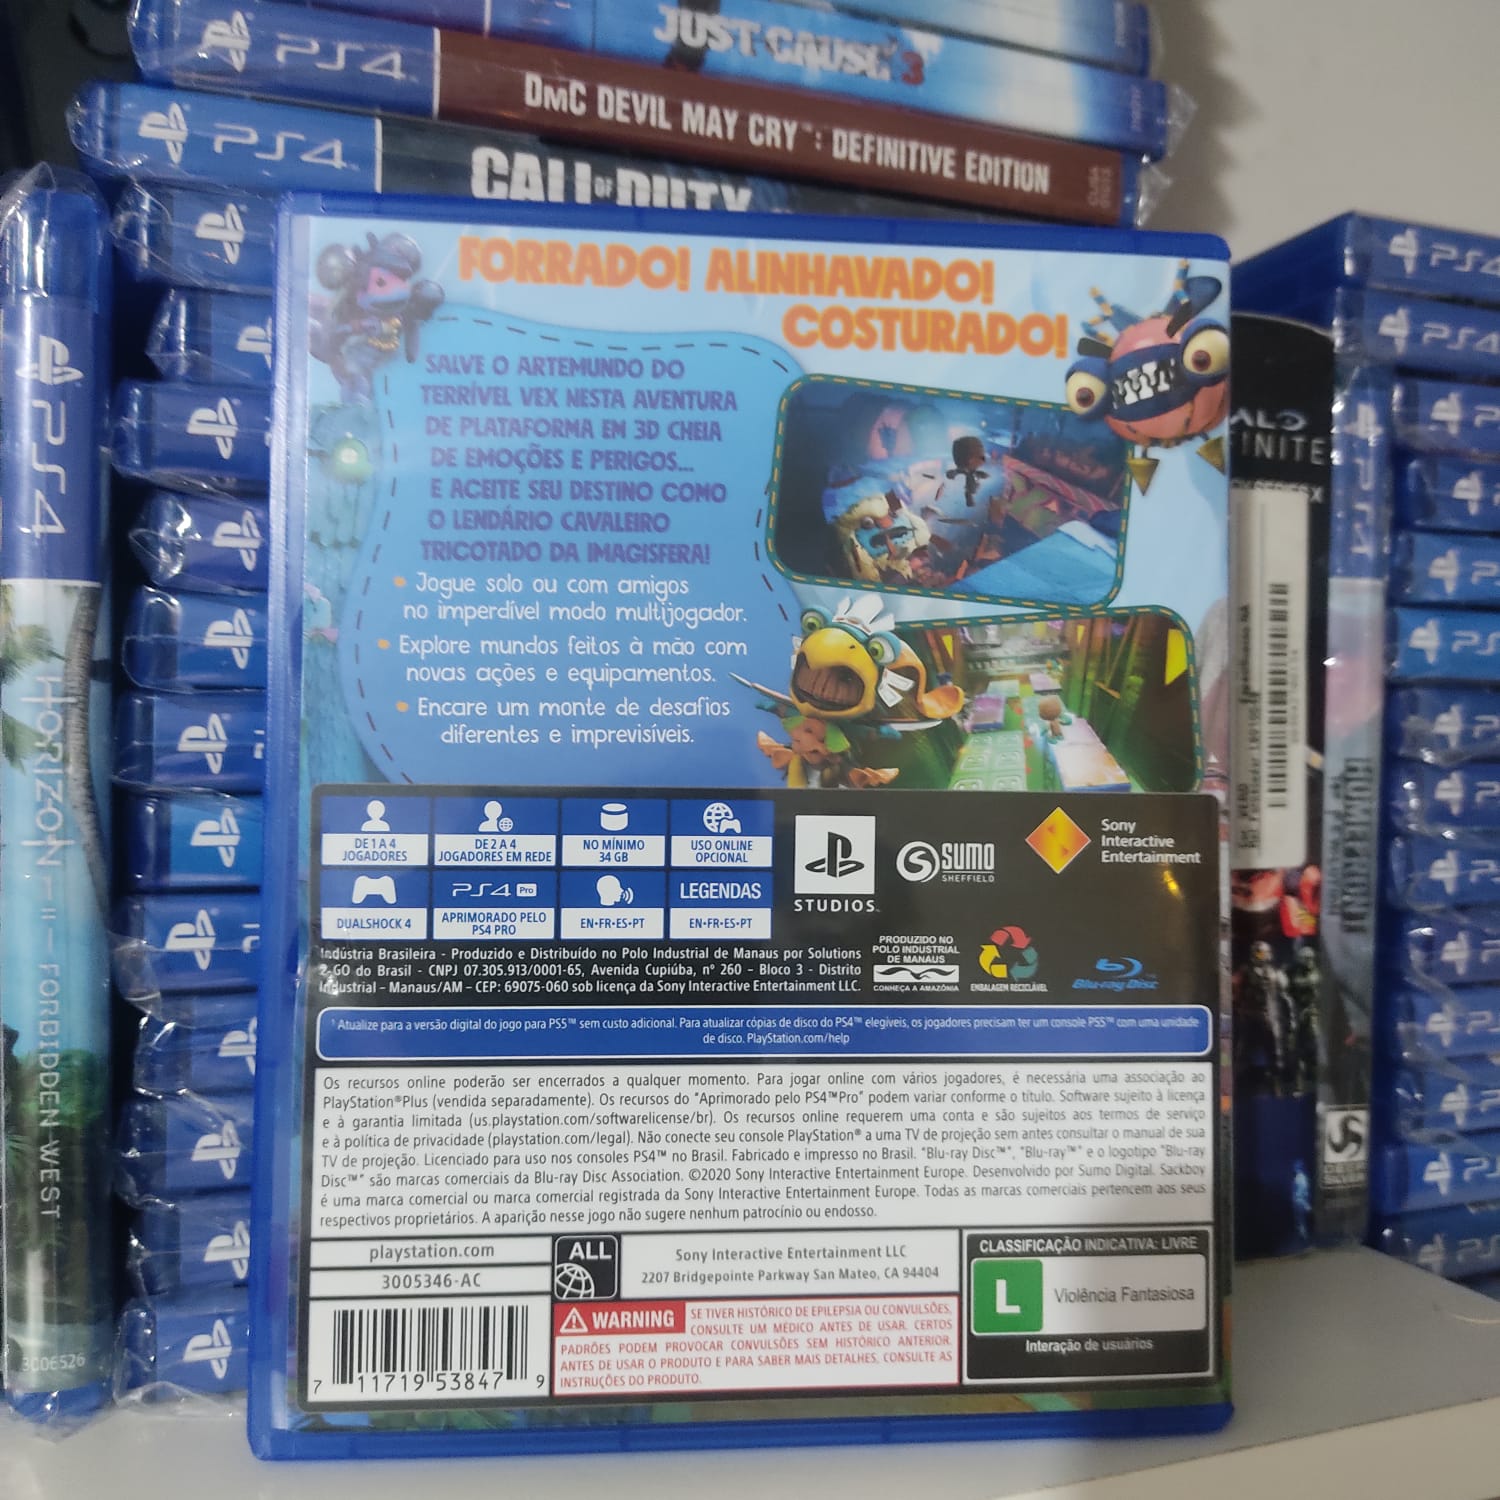 JUST CAUSE 3
PS4
DMC DEVIL MAY CRY™: DEFINITIVE EDITION
PS4
CALL OF DUTY
FORRADO! ALINHAVADO!
COSTURADO!
SALVE O ARTEMUNDO DO
TERRÍVEL VEX NESTA AVENTURA
DE PLATAFORMA EM 3D CHEIA
DE EMOÇÕES E PERIGOS...
E ACEITE SEU DESTINO COMO
O LENDÁRIO CAVALEIRO
TRICOTADO DA IMAGISFERA!
• Jogue solo ou com amigos
no imperdível modo multijogador.
• Explore mundos feitos à mão com
novas ações e equipamentos.
• Encare um monte de desafios
diferentes e imprevisíveis.
DE 1 A 4
JOGADORES
DE 2 A 4
JOGADORES EM REDE
NO MÍNIMO
34 GB
USO ONLINE
OPCIONAL
DUALSHOCK 4
PS4 Pro
APRIMORADO PELO
PS4 PRO
EN•FR•ES•PT
LEGENDAS
EN•FR•ES•PT
STUDIOS
SUMO
SHEFFIELD
Sony
Interactive
Entertainment
Indústria Brasileira - Produzido e Distribuído no Polo Industrial de Manaus por Solutions
2-GO do Brasil - CNPJ 07.305.913/0001-65, Avenida Cupiúba, nº 260 - Bloco 3 - Distrito
Industrial - Manaus/AM - CEP: 69075-060 sob licença da Sony Interactive Entertainment LLC.
PRODUZIDO NO
POLO INDUSTRIAL
DE MANAUS
CONHEÇA A AMAZÔNIA
EMBALAGEM RECICLÁVEL
Blu-ray Disc
¹ Atualize para a versão digital do jogo para PS5™ sem custo adicional. Para atualizar cópias de disco do PS4™ elegíveis, os jogadores precisam ter um console PS5™ com uma unidade
de disco. PlayStation.com/help
Os recursos online poderão ser encerrados a qualquer momento. Para jogar online com vários jogadores, é necessária uma associação ao
PlayStation®Plus (vendida separadamente). Os recursos do "Aprimorado pelo PS4™Pro" podem variar conforme o título. Software sujeito à licença
e à garantia limitada (us.playstation.com/softwarelicense/br). Os recursos online requerem uma conta e são sujeitos aos termos de serviço
e à política de privacidade (playstation.com/legal). Não conecte seu console PlayStation® a uma TV de projeção sem antes consultar o manual de sua
TV de projeção. Licenciado para uso nos consoles PS4™ no Brasil. Fabricado e impresso no Brasil. "Blu-ray Disc™", "Blu-ray™" e o logotipo "Blu-ray
Disc™" são marcas comerciais da Blu-ray Disc Association. ©2020 Sony Interactive Entertainment Europe. Desenvolvido por Sumo Digital. Sackboy
é uma marca comercial ou marca comercial registrada da Sony Interactive Entertainment Europe. Todas as marcas comerciais pertencem aos seus
respectivos proprietários. A aparição nesse jogo não sugere nenhum patrocínio ou endosso.
playstation.com
3005346-AC
7 11719 53847 9
ALL
Sony Interactive Entertainment LLC
2207 Bridgepointe Parkway San Mateo, CA 94404
WARNING
SE TIVER HISTÓRICO DE EPILEPSIA OU CONVULSÕES,
CONSULTE UM MÉDICO ANTES DE USAR. CERTOS
PADRÕES PODEM PROVOCAR CONVULSÕES SEM HISTÓRICO ANTERIOR.
ANTES DE USAR O PRODUTO E PARA SABER MAIS DETALHES, CONSULTE AS
INSTRUÇÕES DO PRODUTO.
CLASSIFICAÇÃO INDICATIVA: LIVRE
L
Violência Fantasiosa
Interação de usuários
PS4
HORIZON II – FORBIDDEN WEST
3006526
INFINITE
HOMEFRONT
PS4
PS4
PS4